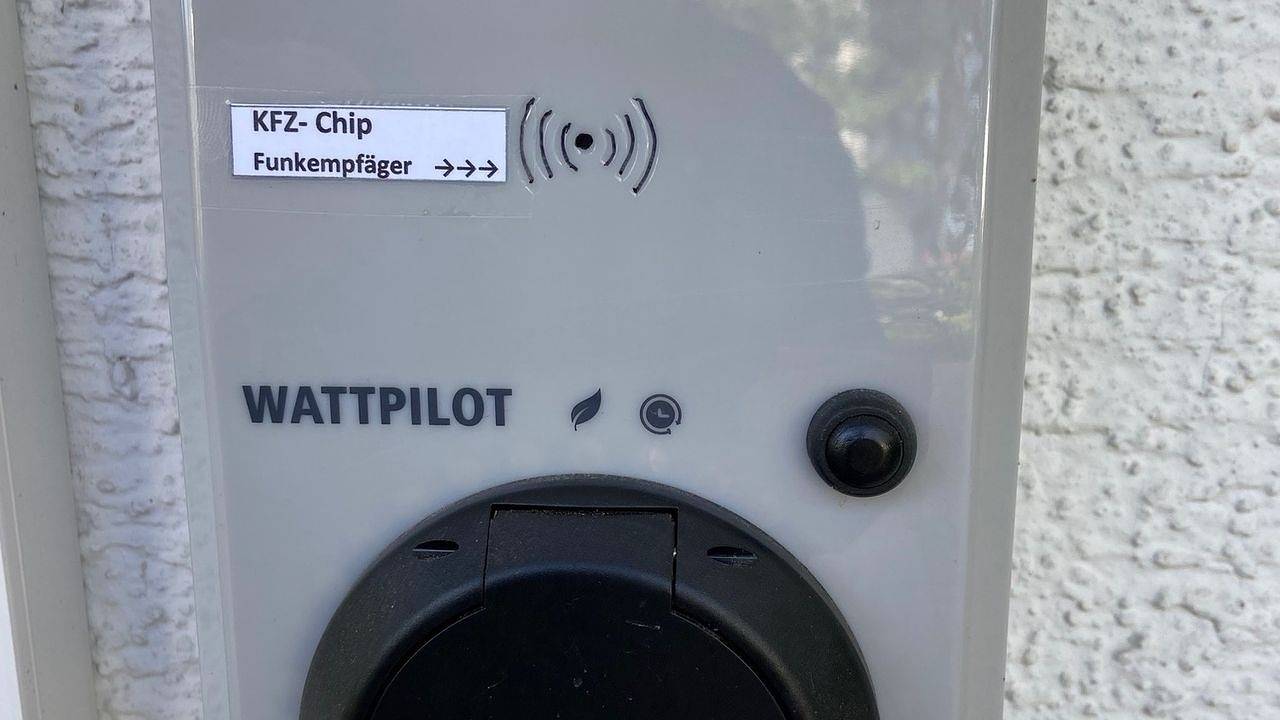 KFZ- Chip
Funkempfäger →→→
WATTPILOT